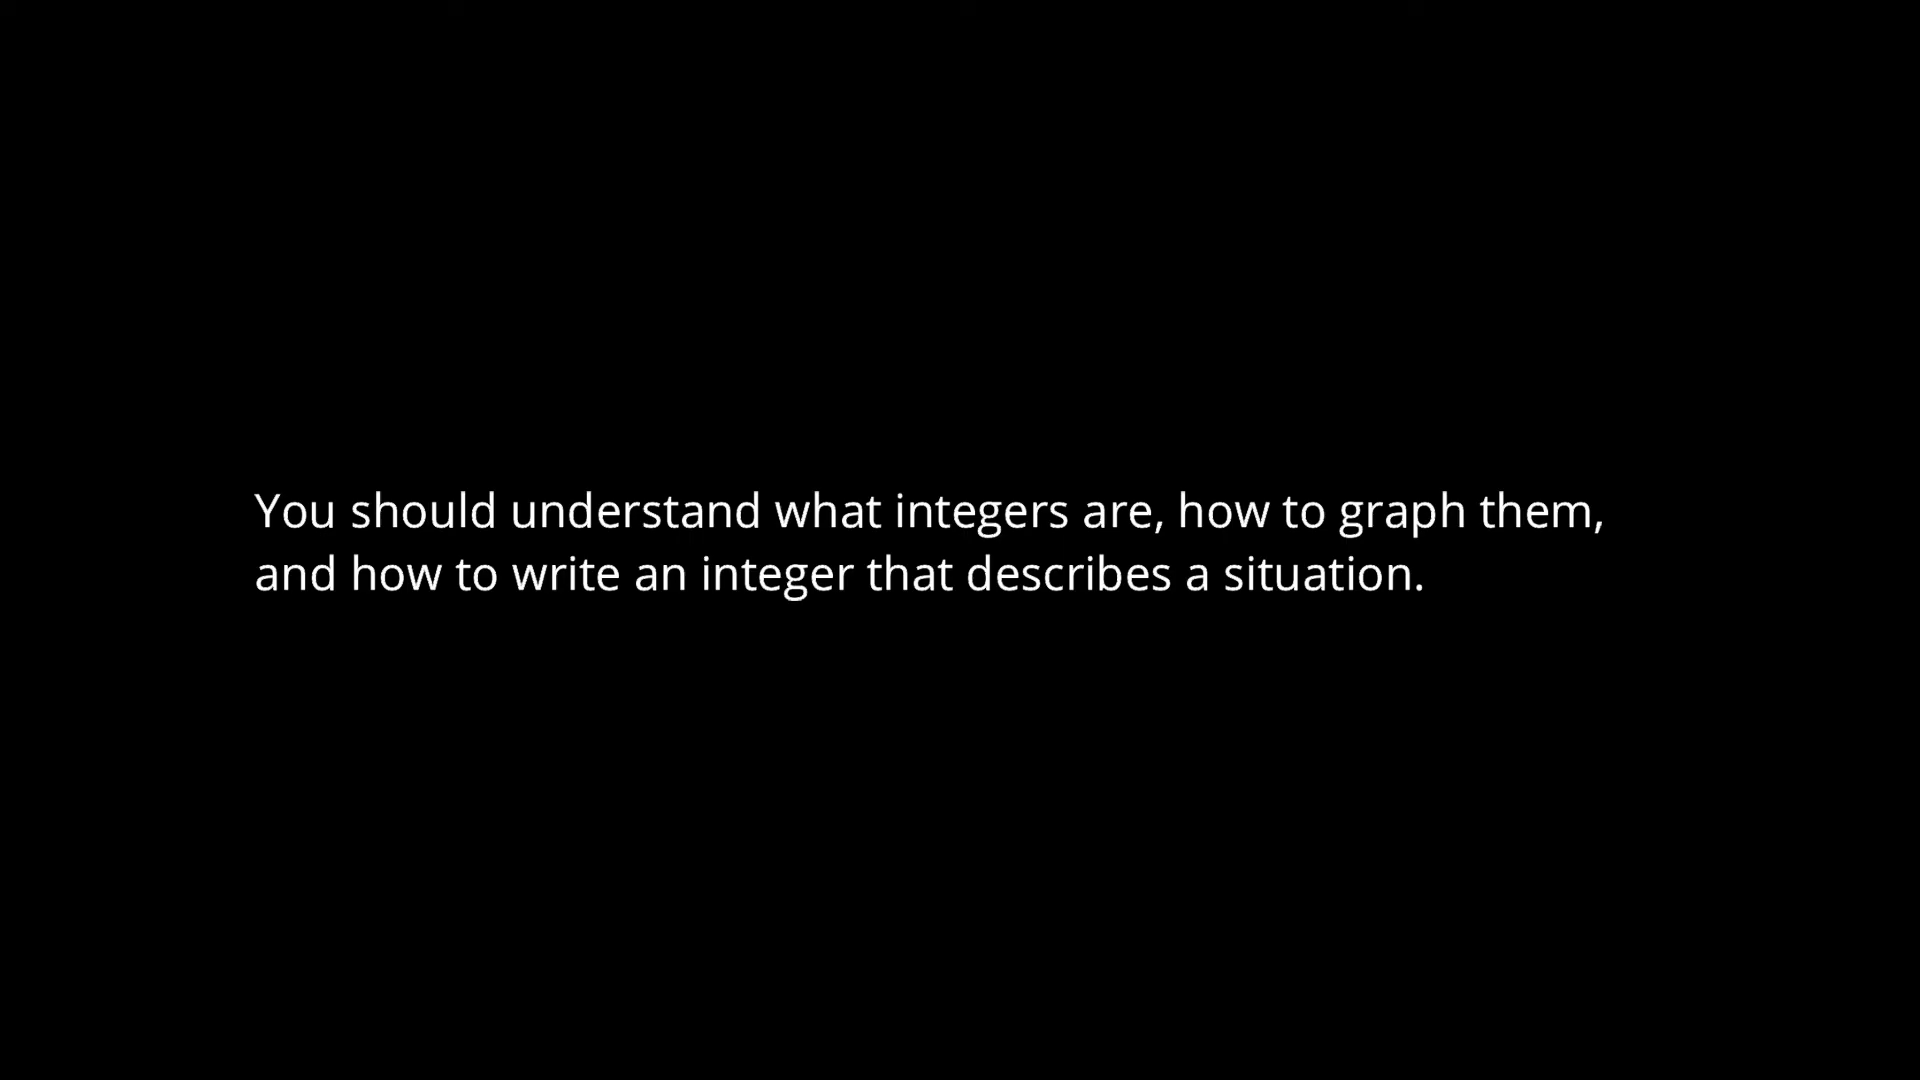 You should understand what integers are, how to graph them,
and how to write an integer that describes a situation.